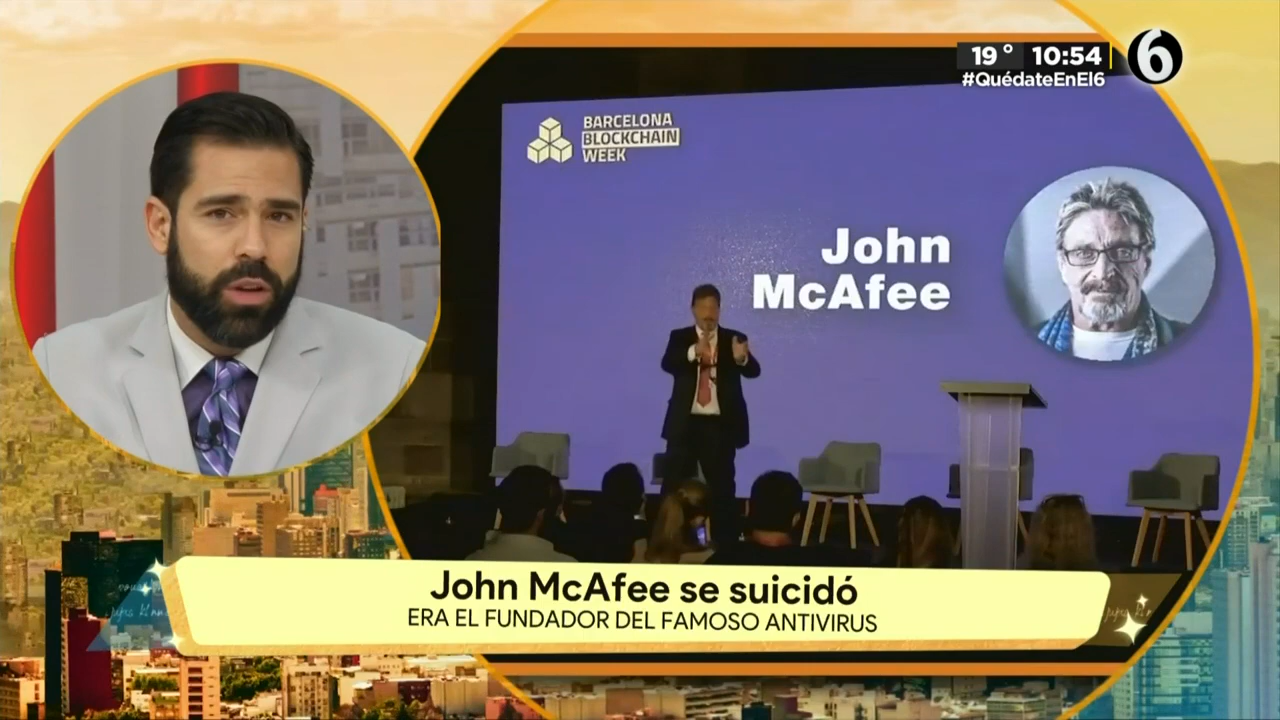 19° 10:54
6
#QuédateEnEl6
BARCELONA
BLOCKCHAIN
WEEK
John
McAfee
John McAfee se suicidó
ERA EL FUNDADOR DEL FAMOSO ANTIVIRUS